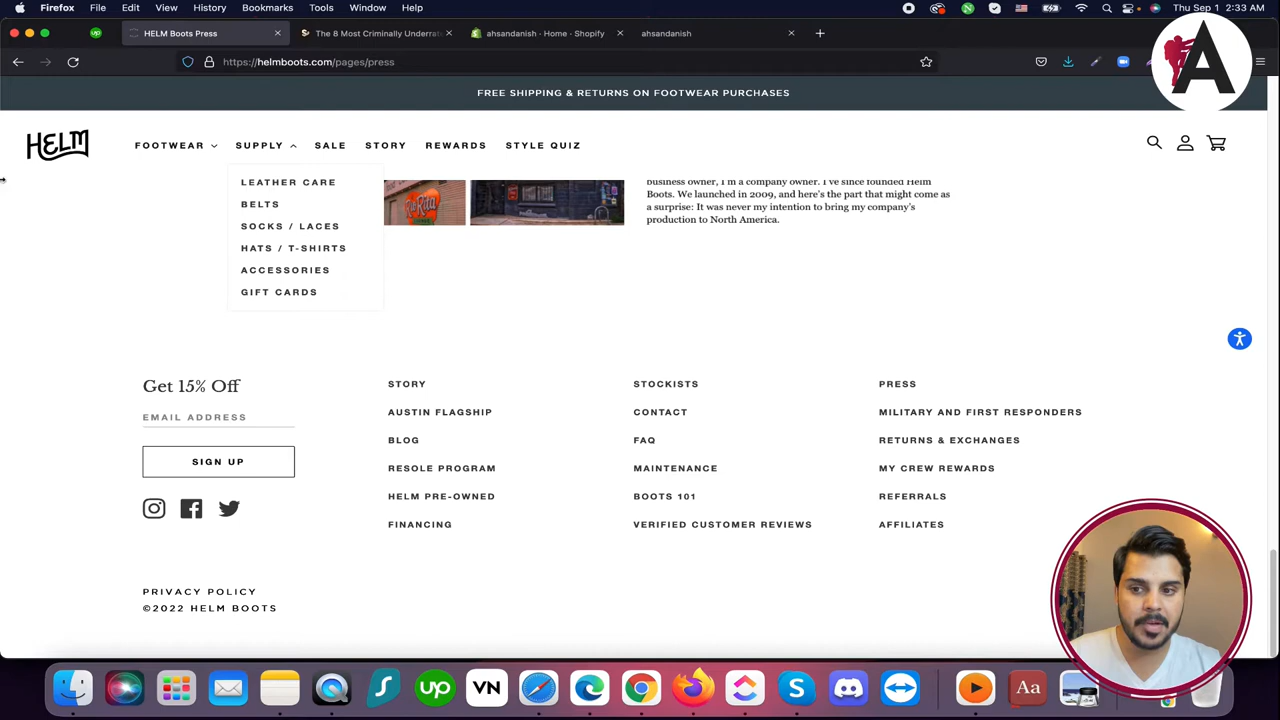 Firefox File Edit View History Bookmarks Tools Window Help Thu Sep 1 2:33 AM
HELM Boots Press The 8 Most Criminally Underrat ahsandanish - Home - Shopify ahsandanish
https://helmboots.com/pages/press
FREE SHIPPING & RETURNS ON FOOTWEAR PURCHASES
HELM FOOTWEAR SUPPLY SALE STORY REWARDS STYLE QUIZ
LEATHER CARE
BELTS
SOCKS / LACES
HATS / T-SHIRTS
ACCESSORIES
GIFT CARDS
business owner, I'm a company owner. I've since founded Helm
Boots. We launched in 2009, and here's the part that might come as
a surprise: It was never my intention to bring my company's
production to North America.
Get 15% Off
EMAIL ADDRESS
SIGN UP
STORY
AUSTIN FLAGSHIP
BLOG
RESOLE PROGRAM
HELM PRE-OWNED
FINANCING
STOCKISTS
CONTACT
FAQ
MAINTENANCE
BOOTS 101
VERIFIED CUSTOMER REVIEWS
PRESS
MILITARY AND FIRST RESPONDERS
RETURNS & EXCHANGES
MY CREW REWARDS
REFERRALS
AFFILIATES
PRIVACY POLICY
©2022 HELM BOOTS
up VN Aa